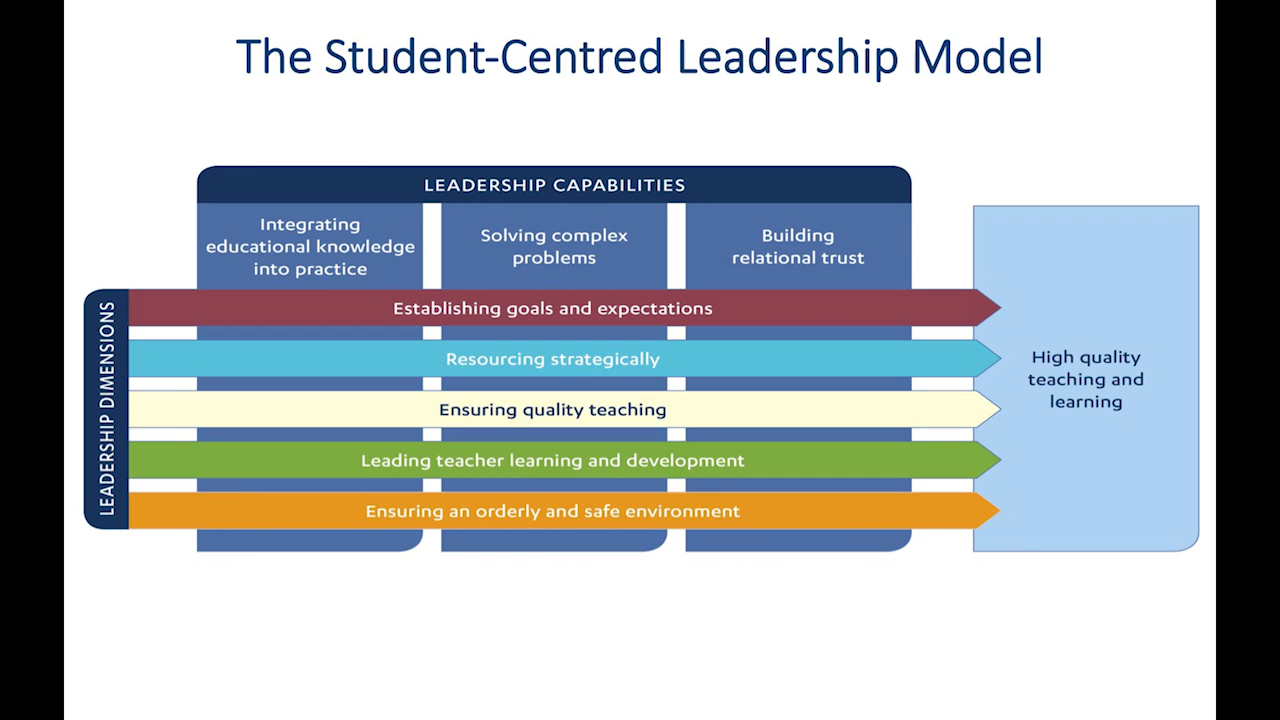 The Student-Centred Leadership Model
LEADERSHIP CAPABILITIES
Integrating
educational knowledge
into practice
Solving complex
problems
Building
relational trust
LEADERSHIP DIMENSIONS
Establishing goals and expectations
Resourcing strategically
Ensuring quality teaching
Leading teacher learning and development
Ensuring an orderly and safe environment
High quality
teaching and
learning